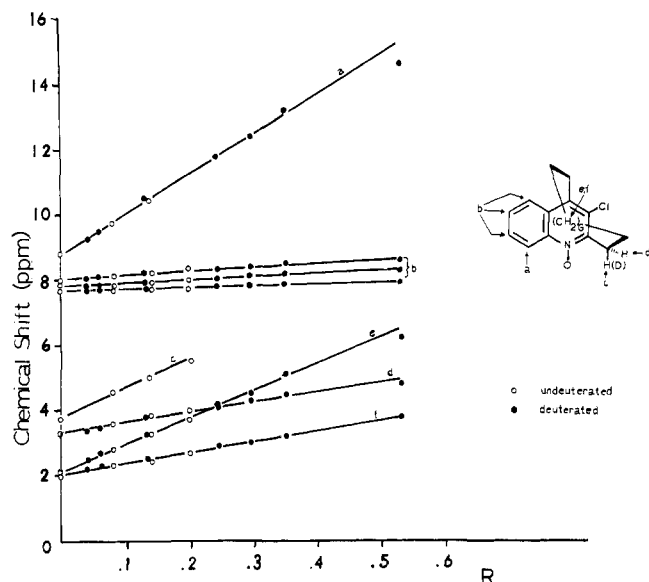 16
14
12
10
8
6
4
2
0
Chemical Shift (ppm)
.1
.2
.3
.4
.5
.6
R
a
b
c
e
d
f
b
e,f
(CH2)6
Cl
N
O
H
d
H(D)
a
○ undeuterated
● deuterated